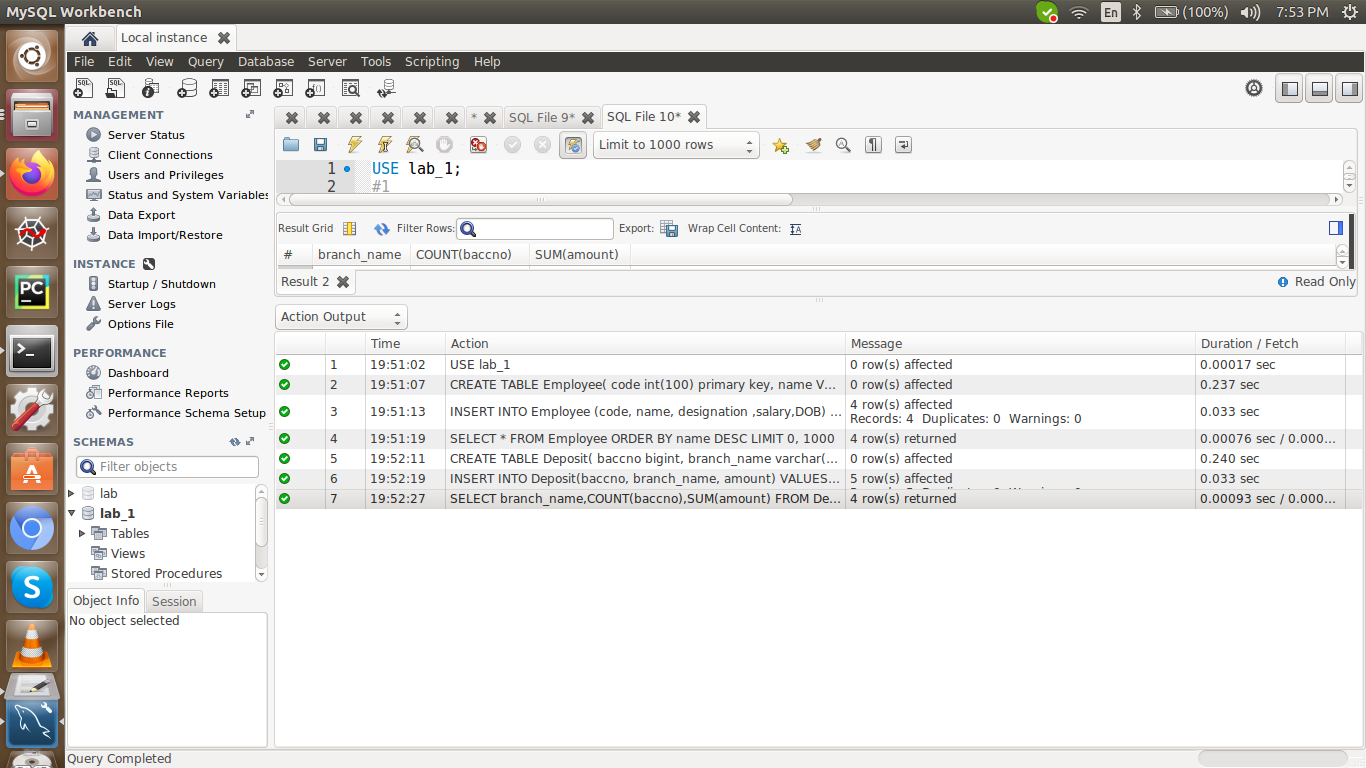 MySQL Workbench
En
(100%)
7:53 PM
Local instance
File Edit View Query Database Server Tools Scripting Help
MANAGEMENT
Server Status
Client Connections
Users and Privileges
Status and System Variables
Data Export
Data Import/Restore
INSTANCE
Startup / Shutdown
Server Logs
Options File
PERFORMANCE
Dashboard
Performance Reports
Performance Schema Setup
SCHEMAS
Filter objects
lab
lab_1
Tables
Views
Stored Procedures
Object Info Session
No object selected
* SQL File 9* SQL File 10*
Limit to 1000 rows
1 USE lab_1;
2 #1
Result Grid Filter Rows: Export: Wrap Cell Content:
# branch_name COUNT(baccno) SUM(amount)
Result 2 Read Only
Action Output
Time Action Message Duration / Fetch
1 19:51:02 USE lab_1 0 row(s) affected 0.00017 sec
2 19:51:07 CREATE TABLE Employee( code int(100) primary key, name V... 0 row(s) affected 0.237 sec
3 19:51:13 INSERT INTO Employee (code, name, designation ,salary,DOB) ... 4 row(s) affected 0.033 sec
Records: 4 Duplicates: 0 Warnings: 0
4 19:51:19 SELECT * FROM Employee ORDER BY name DESC LIMIT 0, 1000 4 row(s) returned 0.00076 sec / 0.000...
5 19:52:11 CREATE TABLE Deposit( baccno bigint, branch_name varchar(... 0 row(s) affected 0.240 sec
6 19:52:19 INSERT INTO Deposit(baccno, branch_name, amount) VALUES... 5 row(s) affected 0.033 sec
7 19:52:27 SELECT branch_name,COUNT(baccno),SUM(amount) FROM De... 4 row(s) returned 0.00093 sec / 0.000...
Query Completed